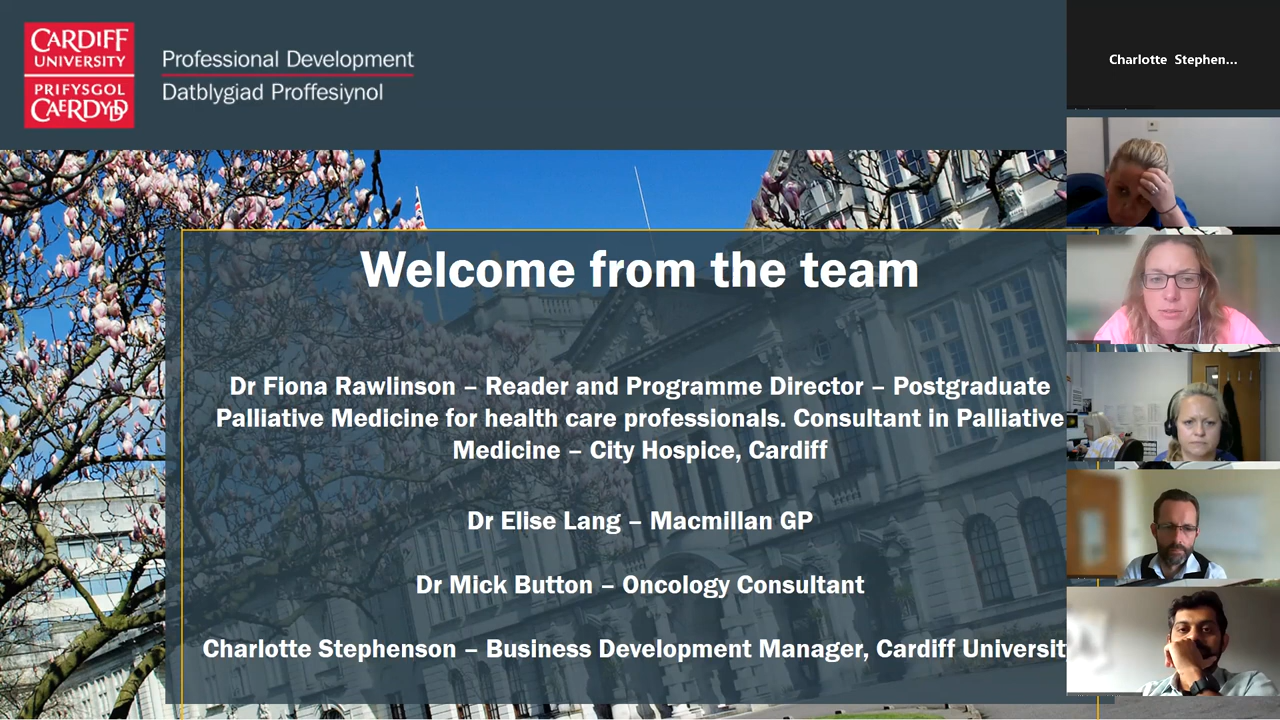 CARDIFF
UNIVERSITY
PRIFYSGOL
CAERDYDD
Professional Development
Datblygiad Proffesiynol
Charlotte Stephen...
Welcome from the team
Dr Fiona Rawlinson – Reader and Programme Director – Postgraduate
Palliative Medicine for health care professionals. Consultant in Palliative
Medicine – City Hospice, Cardiff
Dr Elise Lang – Macmillan GP
Dr Mick Button – Oncology Consultant
Charlotte Stephenson – Business Development Manager, Cardiff Universit